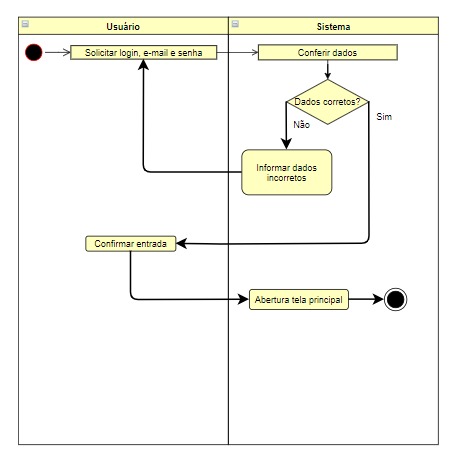 Usuário
Sistema
Solicitar login, e-mail e senha
Conferir dados
Dados corretos?
Não
Sim
Informar dados
incorretos
Confirmar entrada
Abertura tela principal